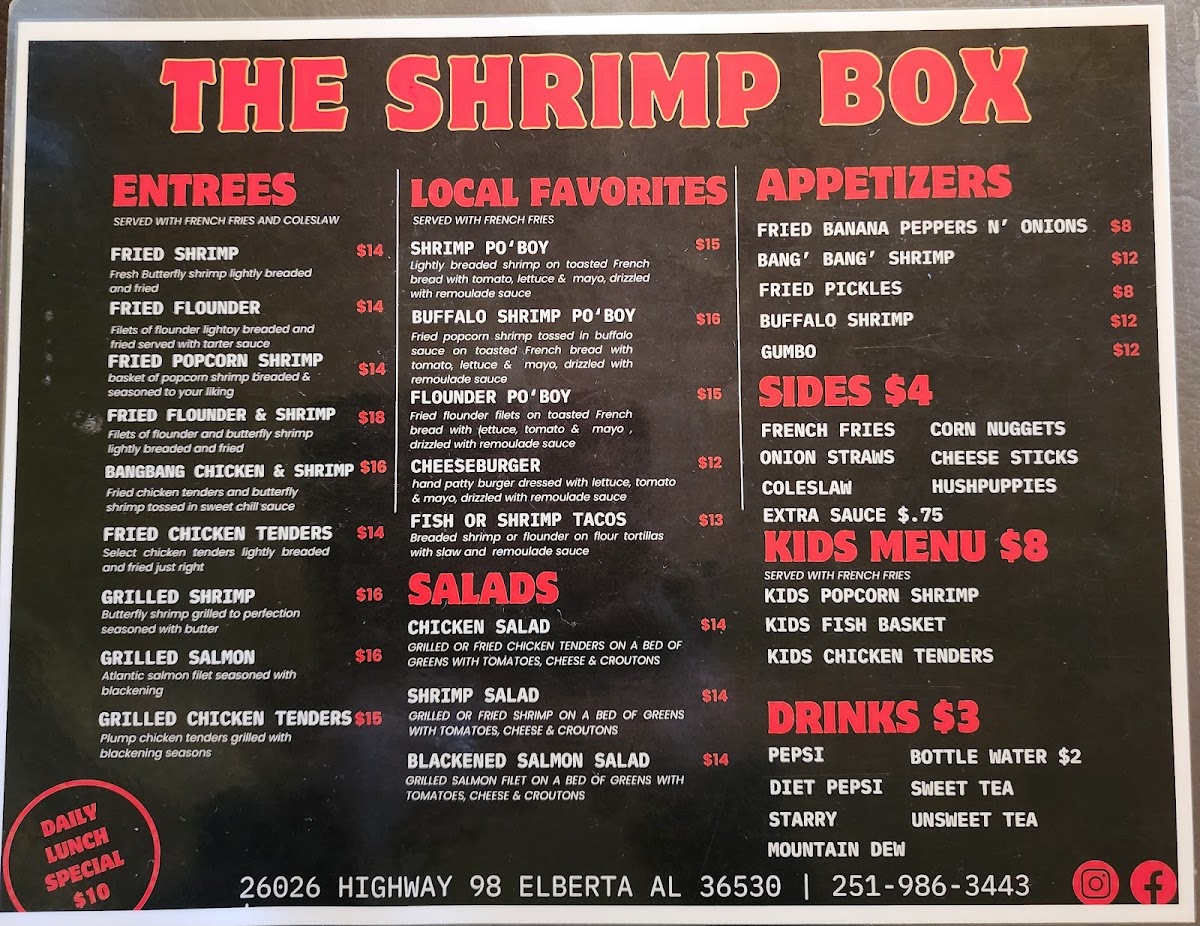 THE SHRIMP BOX
ENTREES
SERVED WITH FRENCH FRIES AND COLESLAW
FRIED SHRIMP $14
Fresh Butterfly shrimp lightly breaded
and fried
FRIED FLOUNDER $14
Filets of flounder lightoy breaded and
fried served with tarter sauce
FRIED POPCORN SHRIMP $14
basket of popcorn shrimp breaded &
seasoned to your liking
FRIED FLOUNDER & SHRIMP $18
Filets of flounder and butterfly shrimp
lightly breaded and fried
BANGBANG CHICKEN & SHRIMP $16
Fried chicken tenders and butterfly
shrimp tossed in sweet chili sauce
FRIED CHICKEN TENDERS $14
Select chicken tenders lightly breaded
and fried just right
GRILLED SHRIMP $16
Butterfly shrimp grilled to perfection
seasoned with butter
GRILLED SALMON $16
Atlantic salmon filet seasoned with
blackening
GRILLED CHICKEN TENDERS $15
Plump chicken tenders grilled with
blackening seasons
DAILY
LUNCH
SPECIAL
$10
LOCAL FAVORITES
SERVED WITH FRENCH FRIES
SHRIMP PO'BOY $15
Lightly breaded shrimp on toasted French
bread with tomato, lettuce & mayo, drizzled
with remoulade sauce
BUFFALO SHRIMP PO'BOY $16
Fried popcorn shrimp tossed in buffalo
sauce on toasted French bread with
tomato, lettuce & mayo, drizzled with
remoulade sauce
FLOUNDER PO'BOY $15
Fried flounder filets on toasted French
bread with lettuce, tomato & mayo ,
drizzled with remoulade sauce
CHEESEBURGER $12
hand patty burger dressed with lettuce, tomato
& mayo, drizzled with remoulade sauce
FISH OR SHRIMP TACOS $13
Breaded shrimp or flounder on flour tortillas
with slaw and remoulade sauce
SALADS
CHICKEN SALAD $14
GRILLED OR FRIED CHICKEN TENDERS ON A BED OF
GREENS WITH TOMATOES, CHEESE & CROUTONS
SHRIMP SALAD $14
GRILLED OR FRIED SHRIMP ON A BED OF GREENS
WITH TOMATOES, CHEESE & CROUTONS
BLACKENED SALMON SALAD $14
GRILLED SALMON FILET ON A BED OF GREENS WITH
TOMATOES, CHEESE & CROUTONS
APPETIZERS
FRIED BANANA PEPPERS N' ONIONS $8
BANG' BANG' SHRIMP $12
FRIED PICKLES $8
BUFFALO SHRIMP $12
GUMBO $12
SIDES $4
FRENCH FRIES CORN NUGGETS
ONION STRAWS CHEESE STICKS
COLESLAW HUSHPUPPIES
EXTRA SAUCE $.75
KIDS MENU $8
SERVED WITH FRENCH FRIES
KIDS POPCORN SHRIMP
KIDS FISH BASKET
KIDS CHICKEN TENDERS
DRINKS $3
PEPSI BOTTLE WATER $2
DIET PEPSI SWEET TEA
STARRY UNSWEET TEA
MOUNTAIN DEW
26026 HIGHWAY 98 ELBERTA AL 36530 | 251-986-3443